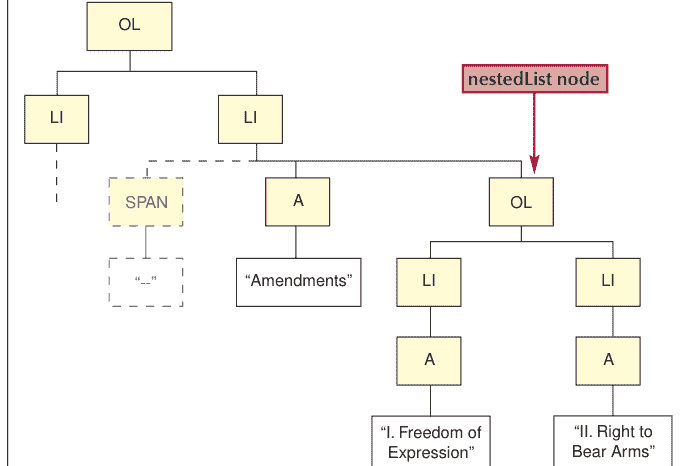 OL
nestedList node
LI
LI
SPAN
A
OL
“--”
“Amendments”
LI
LI
A
A
“I. Freedom of
Expression”
“II. Right to
Bear Arms”